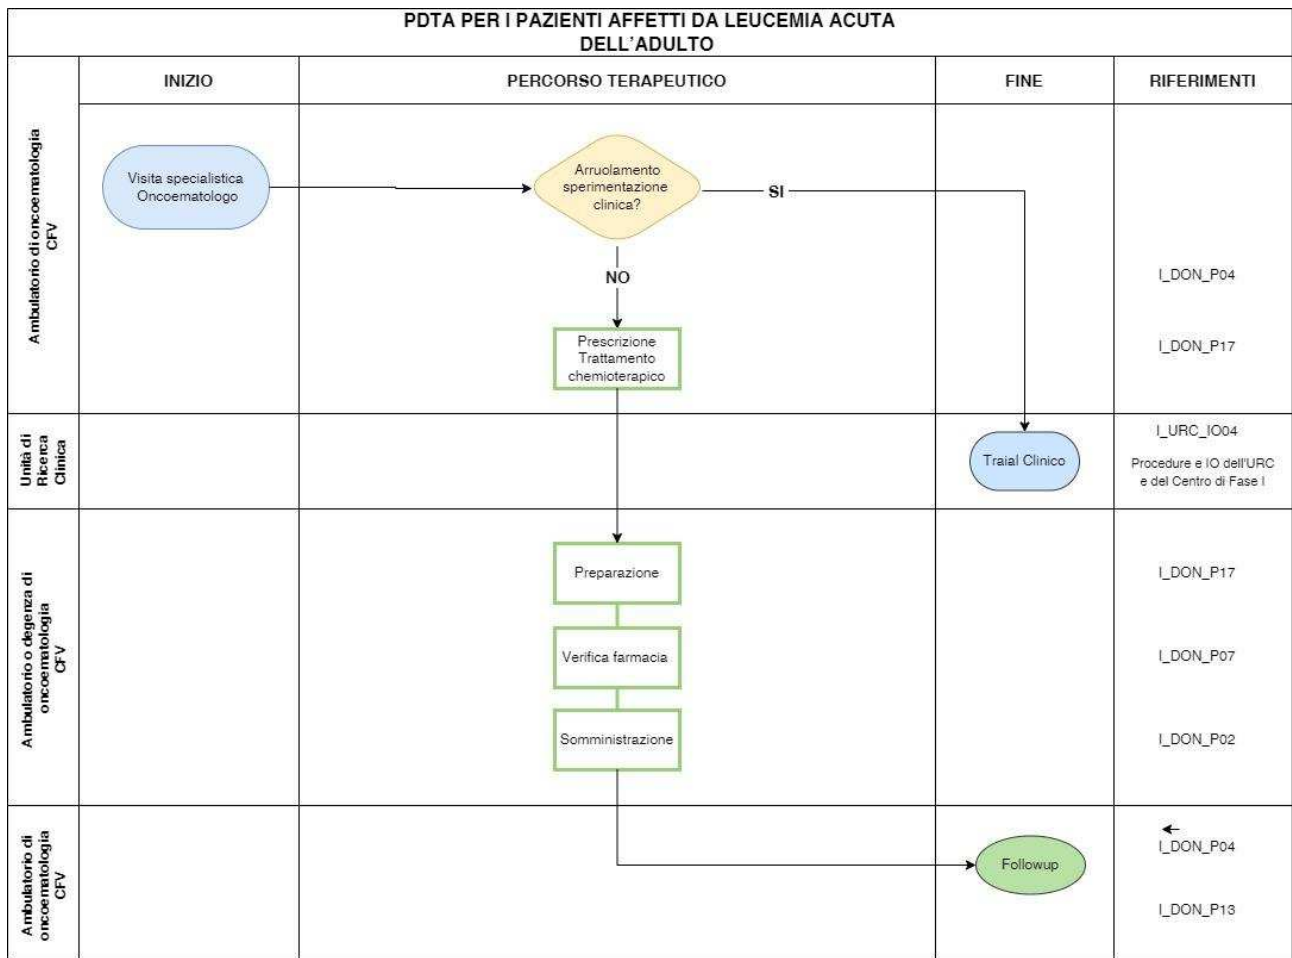 PDTA PER I PAZIENTI AFFETTI DA LEUCEMIA ACUTA
DELL'ADULTO
INIZIO
PERCORSO TERAPEUTICO
FINE
RIFERIMENTI
Ambulatorio di oncoematologia
CFV
Visita specialistica
Oncoematologo
Arruolamento
sperimentazione
clinica?
SI
NO
Prescrizione
Trattamento
chemioterapico
I_DON_P04
I_DON_P17
Unità di
Ricerca
Clinica
Traial Clinico
I_URC_IO04
Procedure e IO dell'URC
e del Centro di Fase I
Ambulatorio o degenza di
oncoematologia
CFV
Preparazione
I_DON_P17
Verifica farmacia
I_DON_P07
Somministrazione
I_DON_P02
Ambulatorio di
oncoematologia
CFV
Followup
I_DON_P04
I_DON_P13